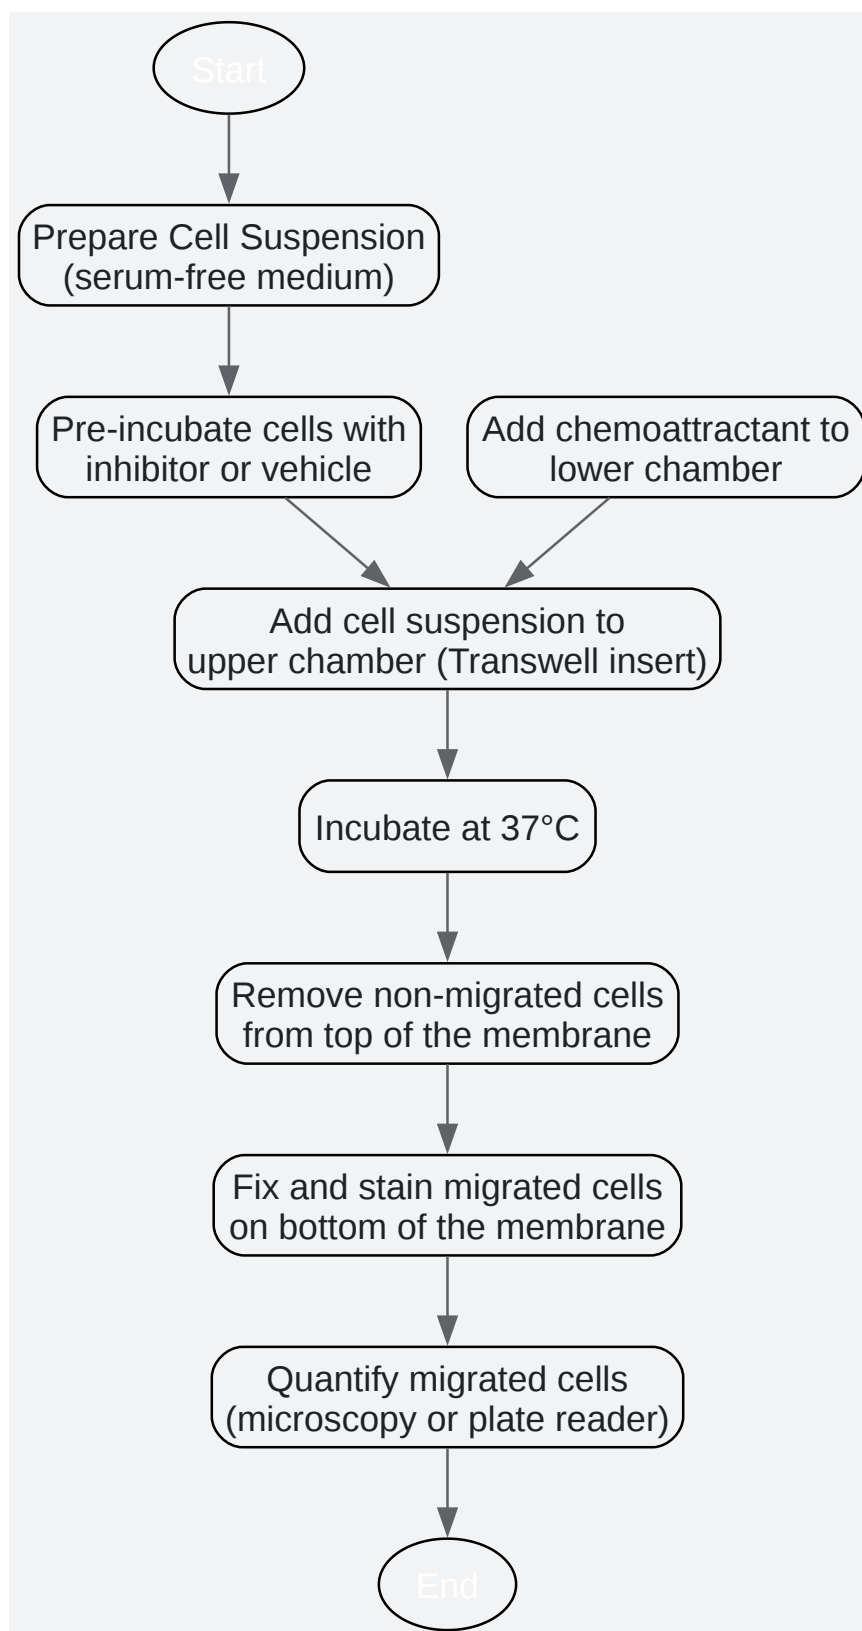 Start
Prepare Cell Suspension
(serum-free medium)
Pre-incubate cells with
inhibitor or vehicle
Add chemoattractant to
lower chamber
Add cell suspension to
upper chamber (Transwell insert)
Incubate at 37°C
Remove non-migrated cells
from top of the membrane
Fix and stain migrated cells
on bottom of the membrane
Quantify migrated cells
(microscopy or plate reader)
End